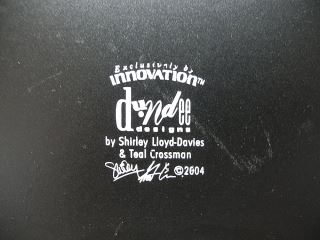 Exclusively by
INNOVATION™
dundee
designs
by Shirley Lloyd-Davies
& Teal Crossman
©2004